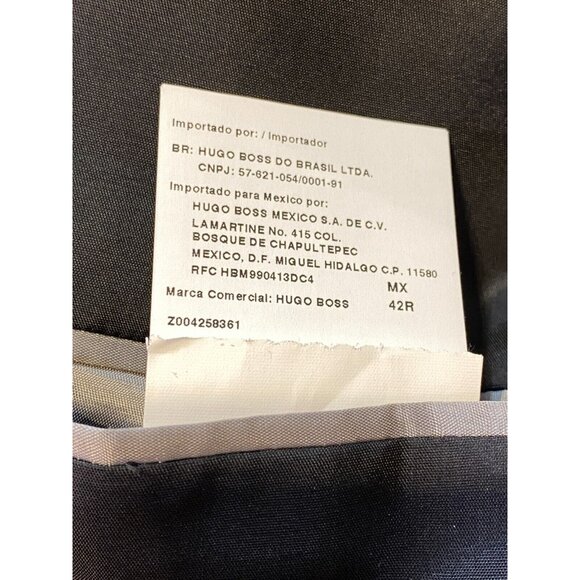 Importado por: / Importador
BR: HUGO BOSS DO BRASIL LTDA.
CNPJ: 57-621-054/0001-91
Importado para Mexico por:
HUGO BOSS MEXICO S.A. DE C.V.
LAMARTINE No. 415 COL.
BOSQUE DE CHAPULTEPEC
MEXICO, D.F. MIGUEL HIDALGO C.P. 11580
RFC HBM990413DC4 MX
Marca Comercial: HUGO BOSS 42R
Z004258361